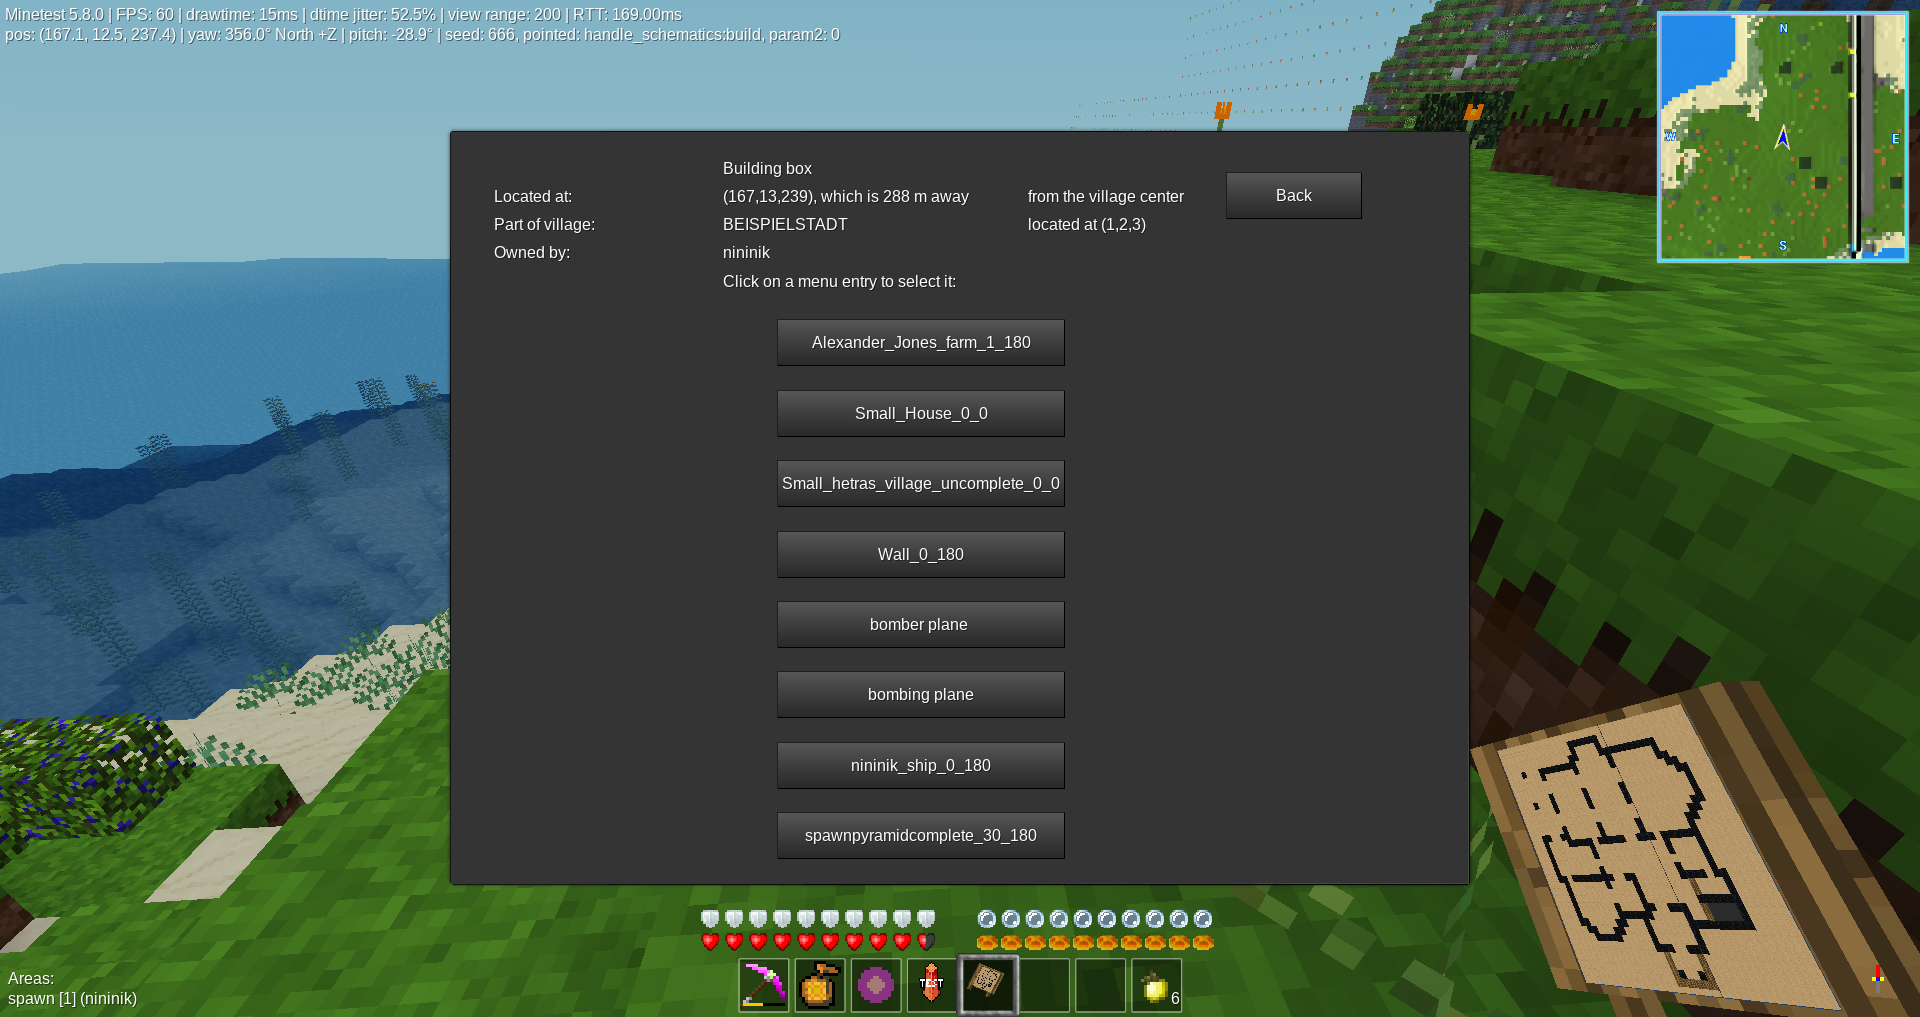 Minetest 5.8.0 | FPS: 60 | drawtime: 15ms | dtime jitter: 52.5% | view range: 200 | RTT: 169.00ms
pos: (167.1, 12.5, 237.4) | yaw: 356.0° North +Z | pitch: -28.9° | seed: 666, pointed: handle_schematics:build, param2: 0
N
W
E
S
Building box
Located at: (167,13,239), which is 288 m away from the village center
Back
Part of village: BEISPIELSTADT located at (1,2,3)
Owned by: nininik
Click on a menu entry to select it:
Alexander_Jones_farm_1_180
Small_House_0_0
Small_hetras_village_uncomplete_0_0
Wall_0_180
bomber plane
bombing plane
nininik_ship_0_180
spawnpyramidcomplete_30_180
Areas:
spawn [1] (nininik)
TEST
6